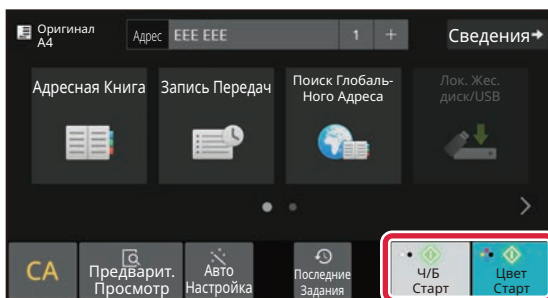 Оригинал
A4
Адрес EEE EEE 1 +
Сведения
Адресная Книга
Запись Передач
Поиск Глобаль-
Ного Адреса
Лок. Жес.
диск/USB
CA
Предварит.
Просмотр
Авто
Настройка
Последние
Задания
Ч/Б
Старт
Цвет
Старт